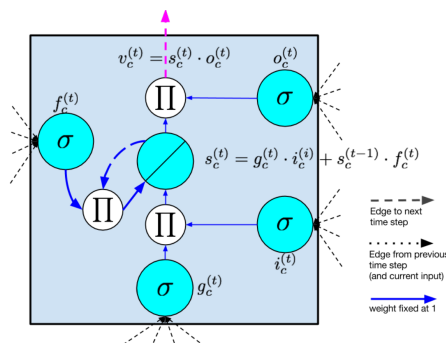 v_c^{(t)} = s_c^{(t)} · o_c^{(t)}
o_c^{(t)}
f_c^{(t)}
Π
σ
σ
s_c^{(t)} = g_c^{(t)} · i_c^{(i)} + s_c^{(t-1)} · f_c^{(t)}
Π
Π
σ
i_c^{(t)}
σ
g_c^{(t)}
Edge to next
time step
Edge from previous
time step
(and current input)
weight fixed at 1